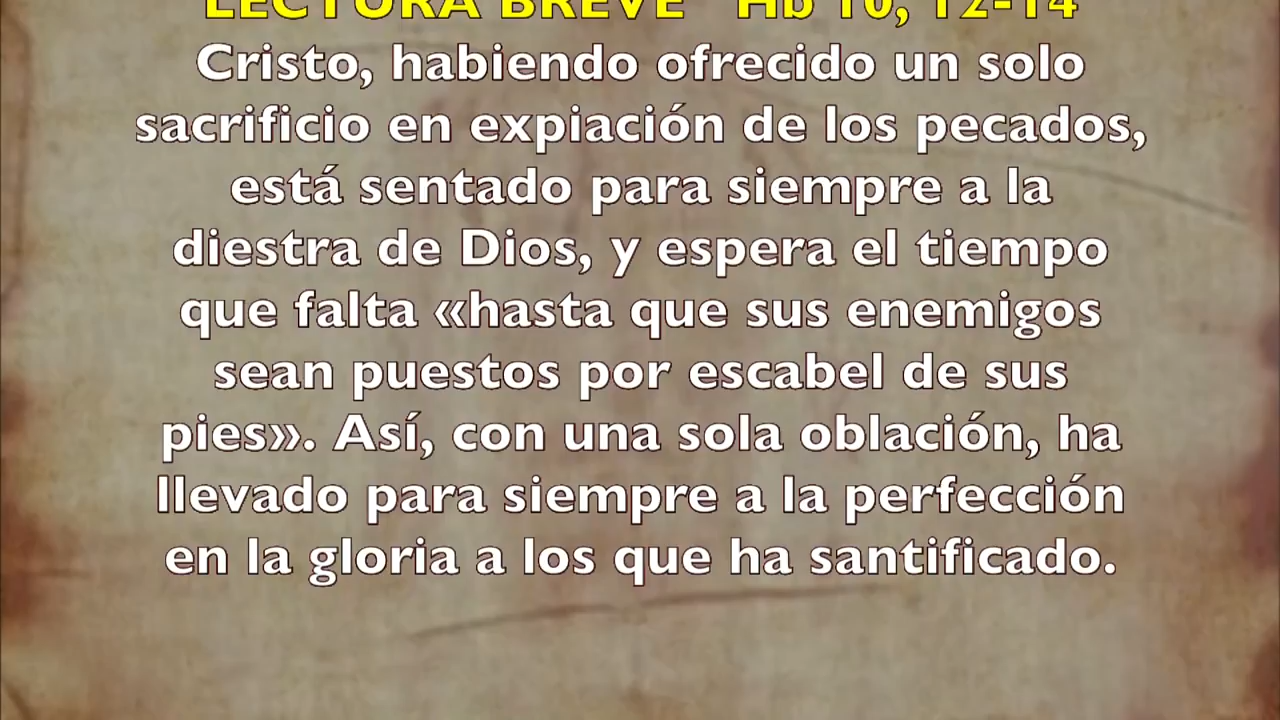 LECTURA BREVE Hb 10, 12-14
Cristo, habiendo ofrecido un solo
sacrificio en expiación de los pecados,
está sentado para siempre a la
diestra de Dios, y espera el tiempo
que falta «hasta que sus enemigos
sean puestos por escabel de sus
pies». Así, con una sola oblación, ha
llevado para siempre a la perfección
en la gloria a los que ha santificado.